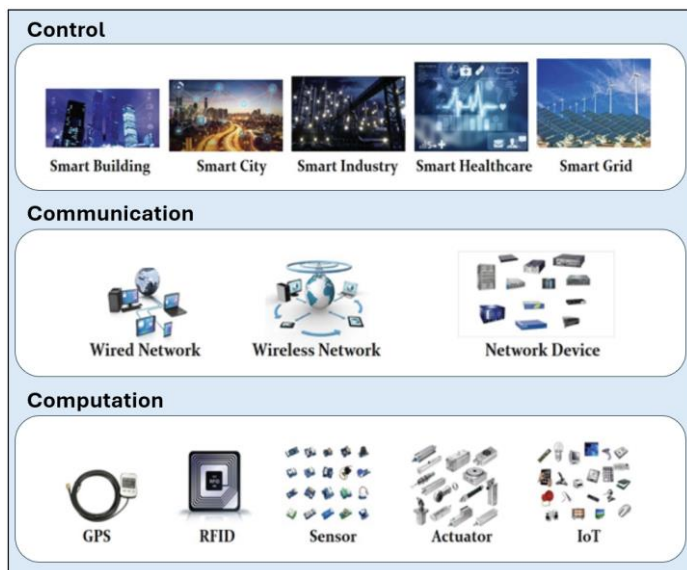 Control
Smart Building Smart City Smart Industry Smart Healthcare Smart Grid
Communication
Wired Network Wireless Network Network Device
Computation
GPS RFID Sensor Actuator IoT